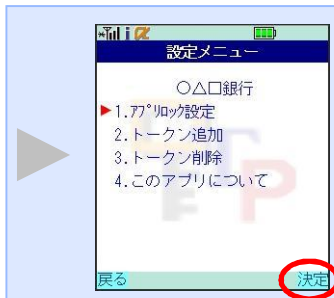 i α
設定メニュー
○△□銀行
▶1.ｱﾌﾟﾘﾛｯｸ設定
2.トークン追加
3.トークン削除
4.このアプリについて
戻る 決定